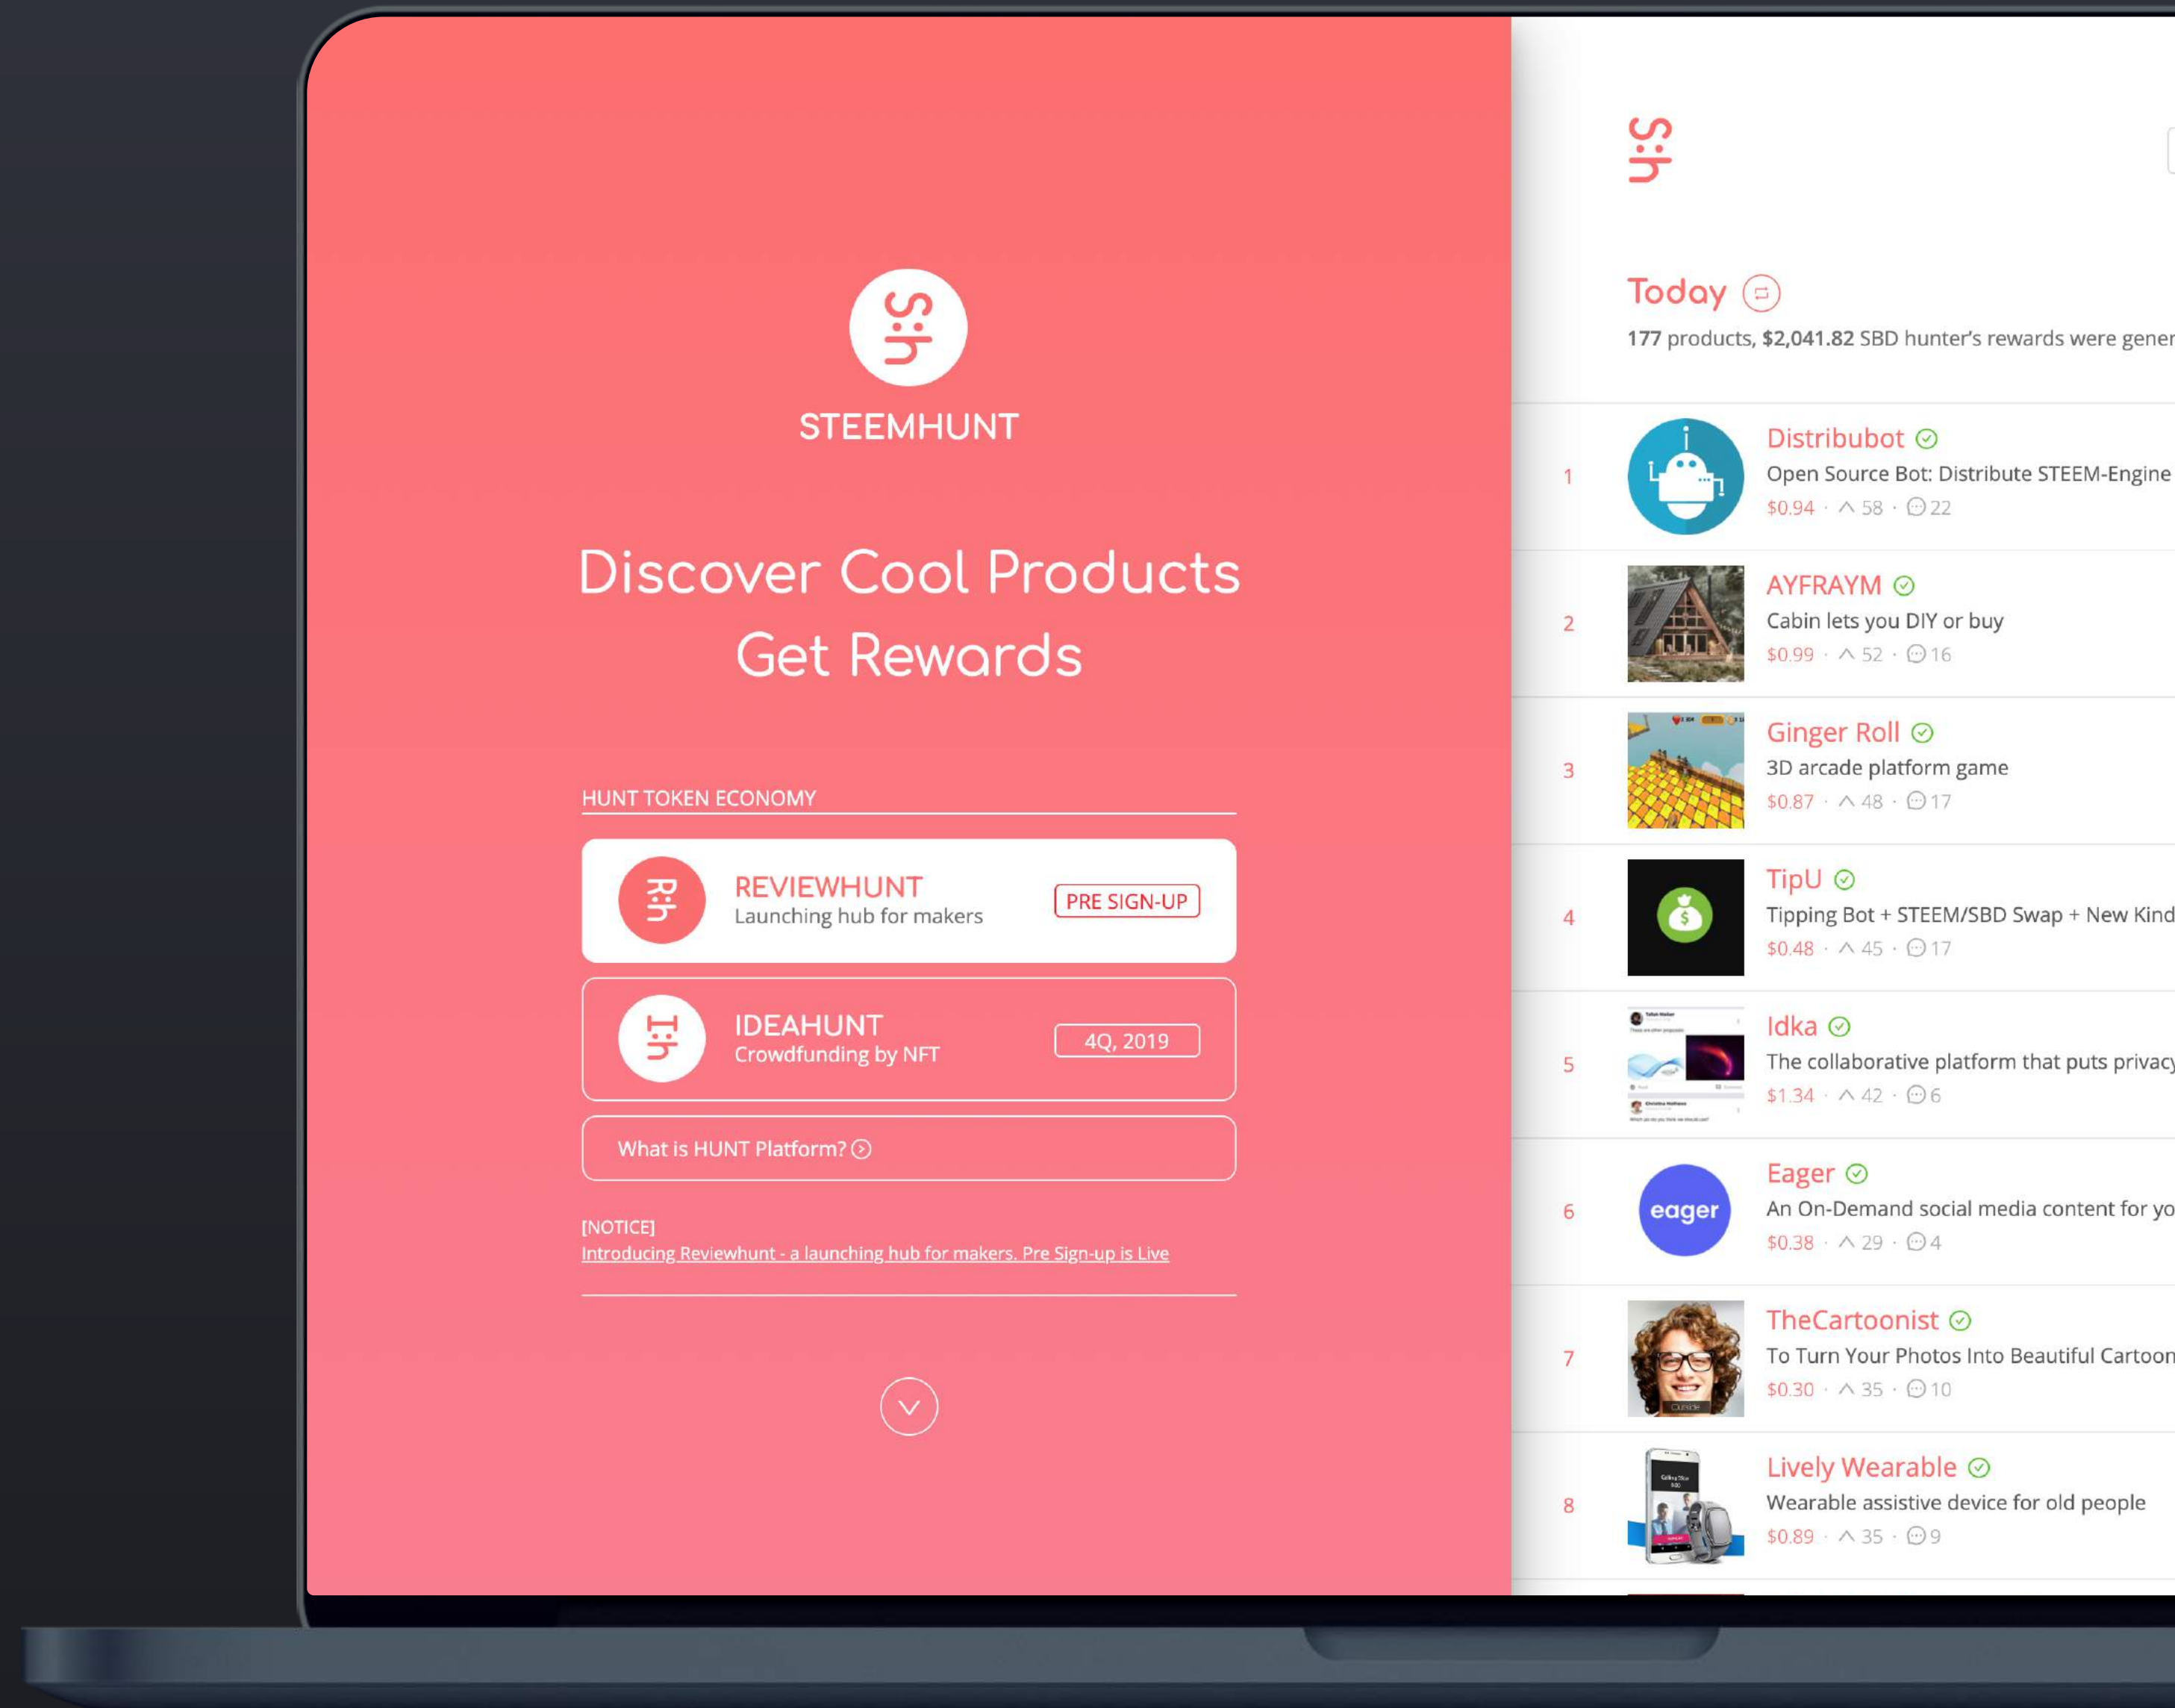 S:h
STEEMHUNT
Discover Cool Products
Get Rewards
HUNT TOKEN ECONOMY
R:h
REVIEWHUNT
Launching hub for makers
PRE SIGN-UP
I:h
IDEAHUNT
Crowdfunding by NFT
4Q, 2019
What is HUNT Platform?
[NOTICE]
Introducing Reviewhunt - a launching hub for makers. Pre Sign-up is Live
S:h
Today
177 products, $2,041.82 SBD hunter's rewards were gener
1
Distribubot
Open Source Bot: Distribute STEEM-Engine
$0.94 · 58 · 22
2
AYFRAYM
Cabin lets you DIY or buy
$0.99 · 52 · 16
3
Ginger Roll
3D arcade platform game
$0.87 · 48 · 17
4
$
TipU
Tipping Bot + STEEM/SBD Swap + New Kind
$0.48 · 45 · 17
5
Idka
The collaborative platform that puts privacy
$1.34 · 42 · 6
6
eager
Eager
An On-Demand social media content for yo
$0.38 · 29 · 4
7
Outside
TheCartoonist
To Turn Your Photos Into Beautiful Cartoon
$0.30 · 35 · 10
8
Lively Wearable
Wearable assistive device for old people
$0.89 · 35 · 9